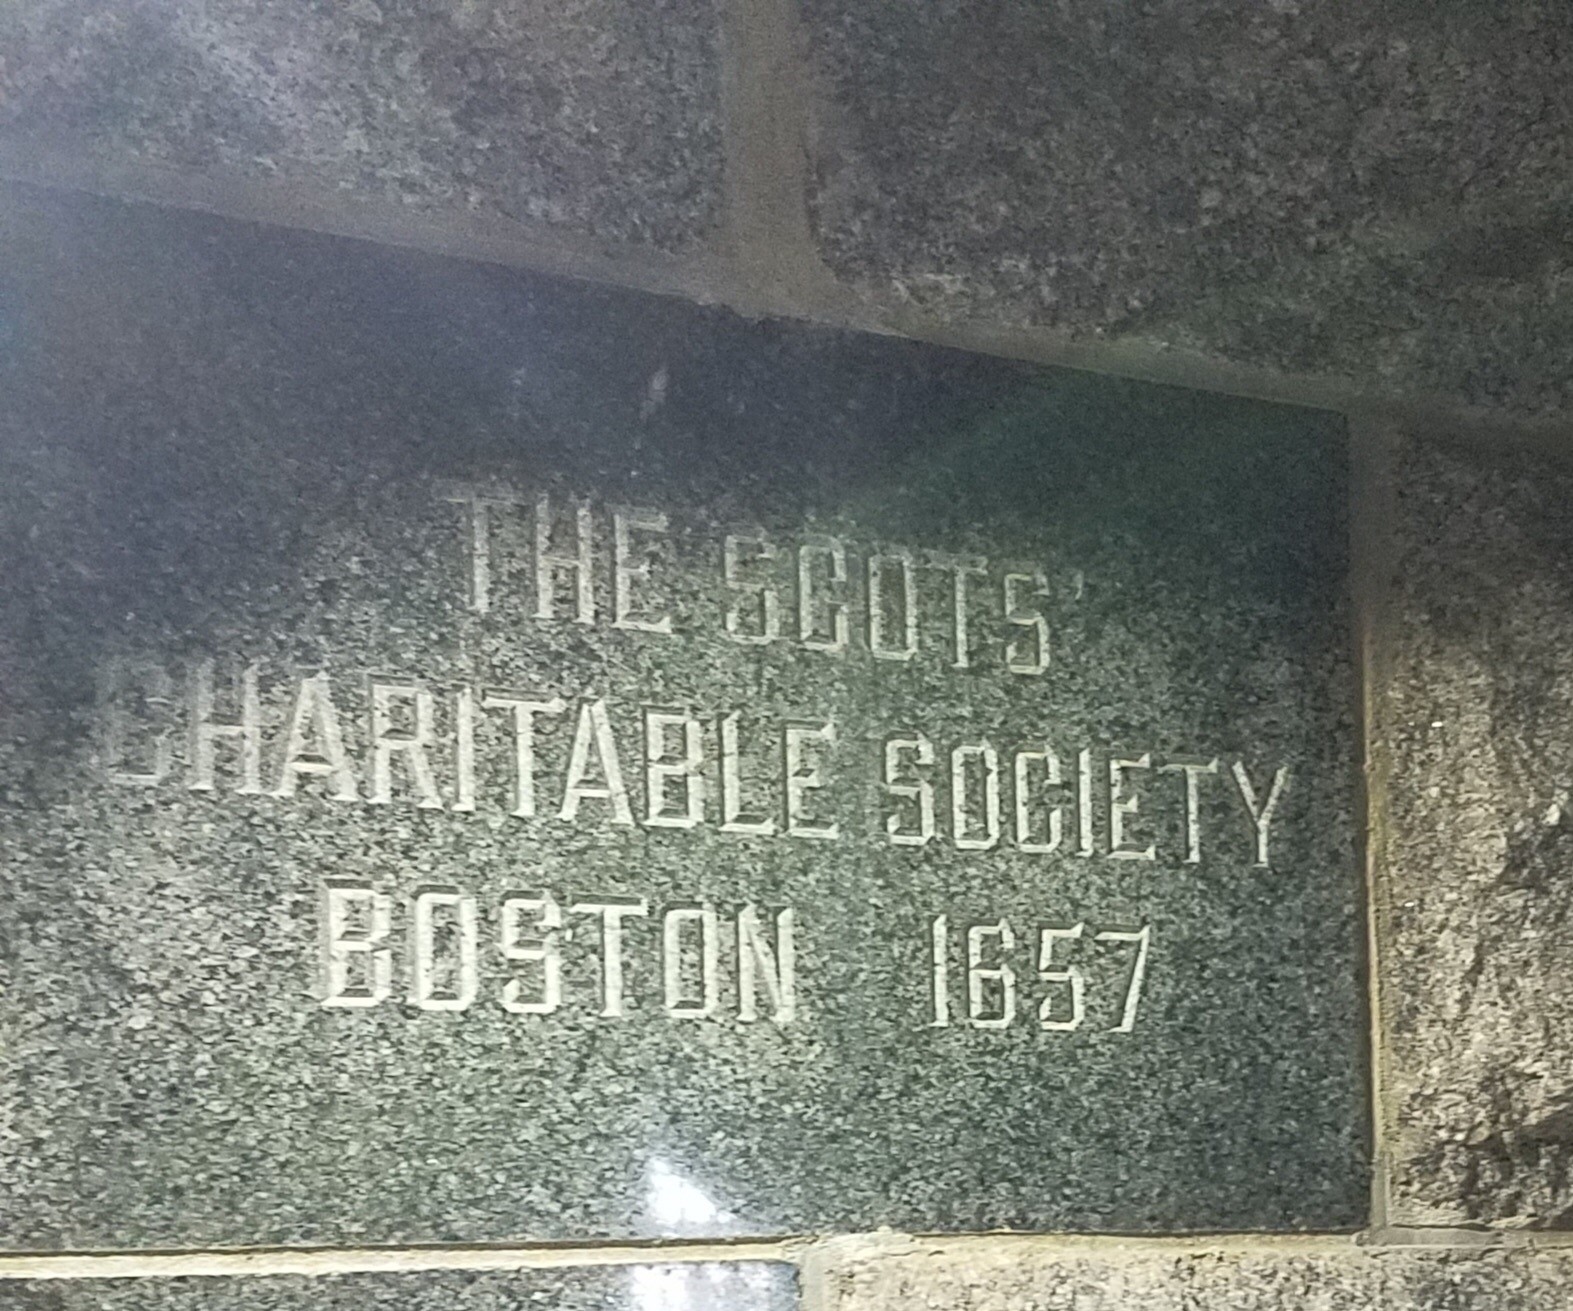 THE SCOTS'
CHARITABLE SOCIETY
BOSTON 1657